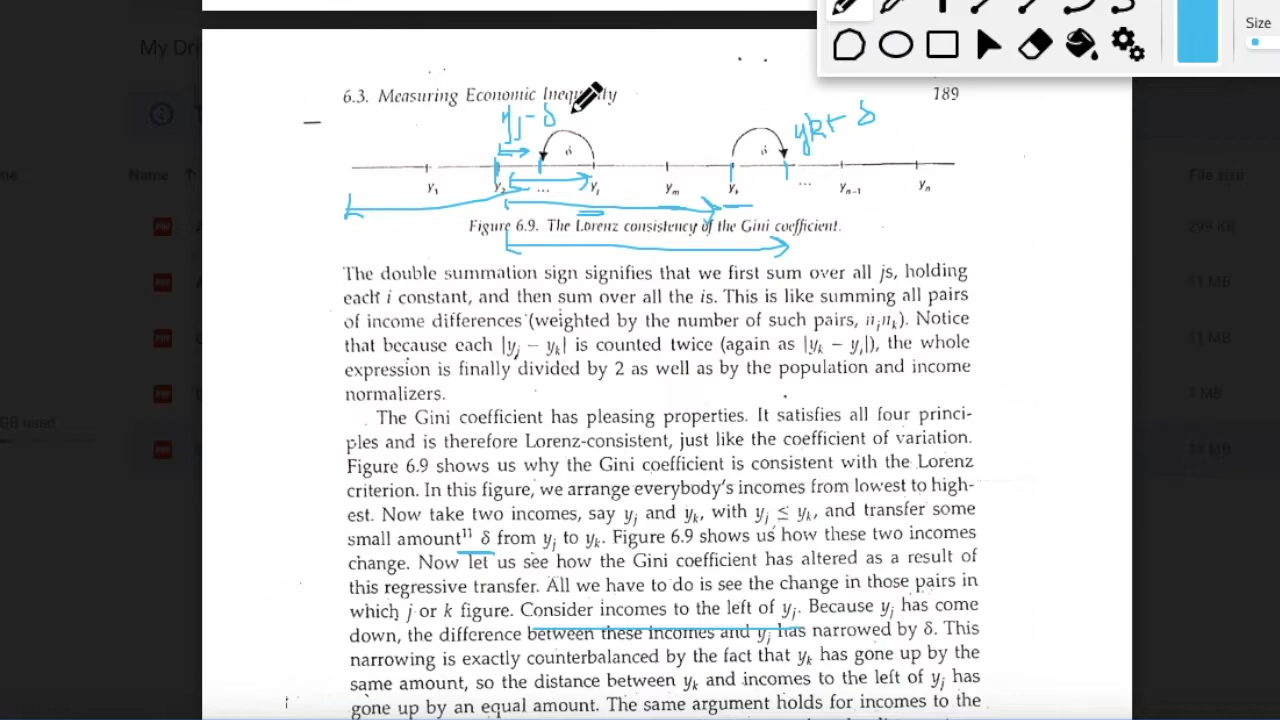 Size
My Dri
6.3. Measuring Economic Inequality
189
yj - δ
yk + δ
δ
δ
y₁ y₂ ... yⱼ yₘ yₖ ... yₙ₋₁ yₙ
Figure 6.9. The Lorenz consistency of the Gini coefficient.
Name ↑
File size
299 KB
The double summation sign signifies that we first sum over all js, holding
each i constant, and then sum over all the is. This is like summing all pairs
of income differences (weighted by the number of such pairs, nⱼnₖ). Notice
that because each |yⱼ − yₖ| is counted twice (again as |yₖ − yⱼ|), the whole
expression is finally divided by 2 as well as by the population and income
normalizers.
The Gini coefficient has pleasing properties. It satisfies all four princi-
ples and is therefore Lorenz-consistent, just like the coefficient of variation.
Figure 6.9 shows us why the Gini coefficient is consistent with the Lorenz
criterion. In this figure, we arrange everybody's incomes from lowest to high-
est. Now take two incomes, say yⱼ and yₖ, with yⱼ ≤ yₖ, and transfer some
small amount¹¹ δ from yⱼ to yₖ. Figure 6.9 shows us how these two incomes
change. Now let us see how the Gini coefficient has altered as a result of
this regressive transfer. All we have to do is see the change in those pairs in
which j or k figure. Consider incomes to the left of yⱼ. Because yⱼ has come
down, the difference between these incomes and yⱼ has narrowed by δ. This
narrowing is exactly counterbalanced by the fact that yₖ has gone up by the
same amount, so the distance between yₖ and incomes to the left of yⱼ has
gone up by an equal amount. The same argument holds for incomes to the